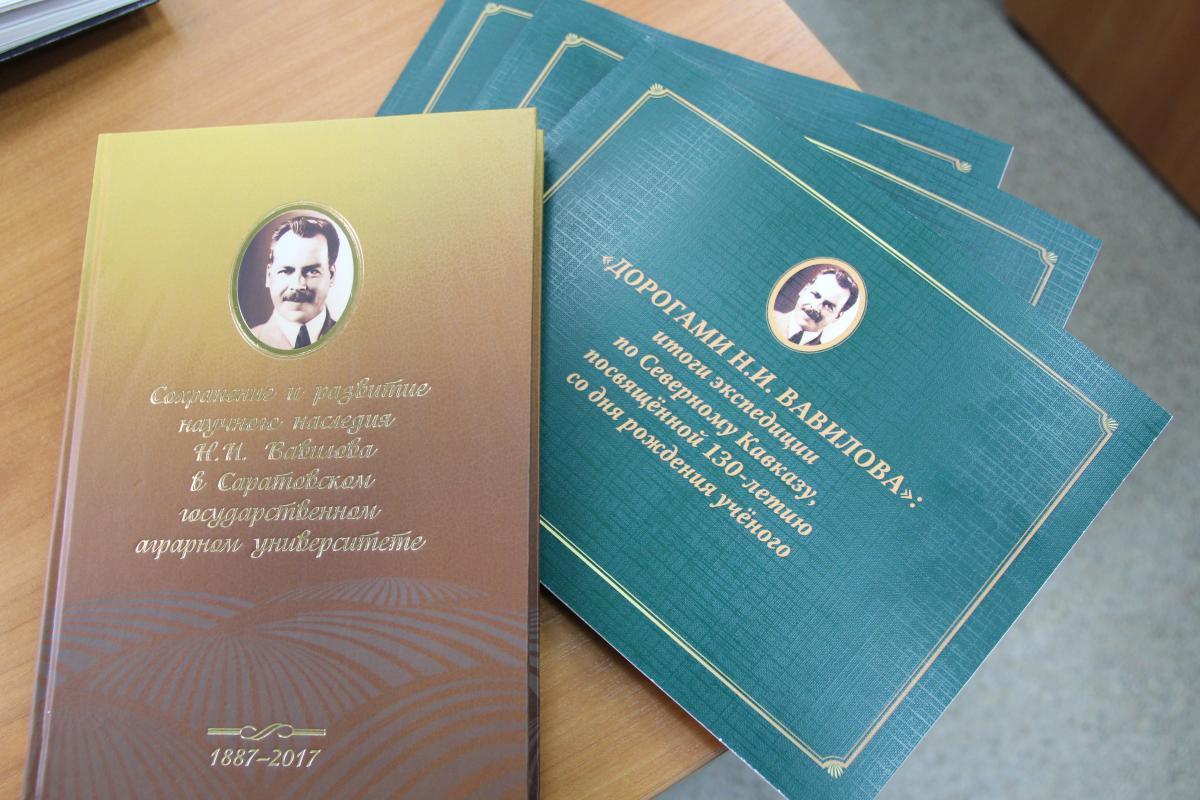 Сохранение и развитие
научного наследия
Н.И. Вавилова
в Саратовском
государственном
аграрном университете
1887–2017
«ДОРОГАМИ Н.И. ВАВИЛОВА»:
итоги экспедиции
по Северному Кавказу,
посвящённой 130-летию
со дня рождения учёного